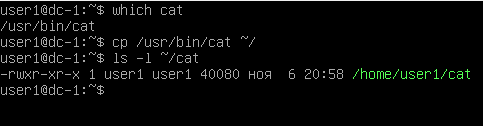 user1@dc-1:~$ which cat
/usr/bin/cat
user1@dc-1:~$ cp /usr/bin/cat ~/
user1@dc-1:~$ ls -l ~/cat
-rwxr-xr-x 1 user1 user1 40080 ноя  6 20:58 /home/user1/cat
user1@dc-1:~$